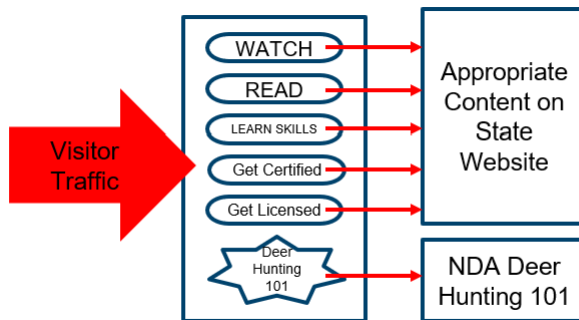 Visitor
Traffic
WATCH
READ
LEARN SKILLS
Get Certified
Get Licensed
Deer
Hunting
101
Appropriate
Content on
State
Website
NDA Deer
Hunting 101